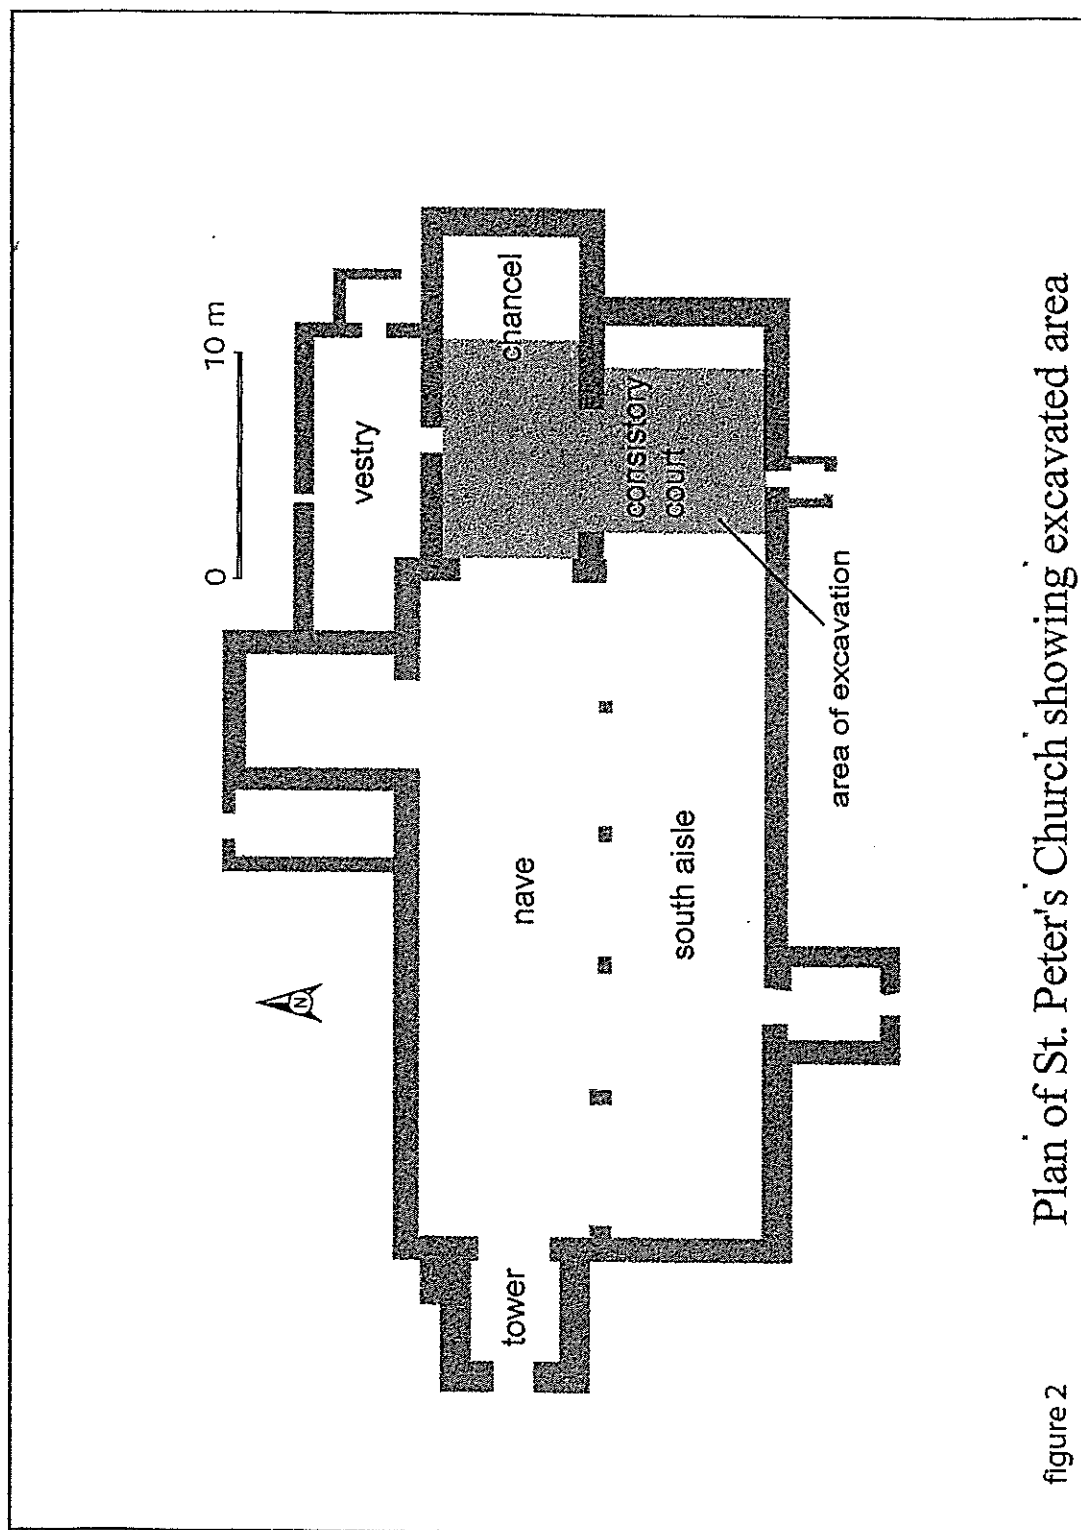 0 10 m
vestry
chancel
consistory
court
N
nave
south aisle
tower
area of excavation
figure 2 Plan of St. Peter's Church showing excavated area